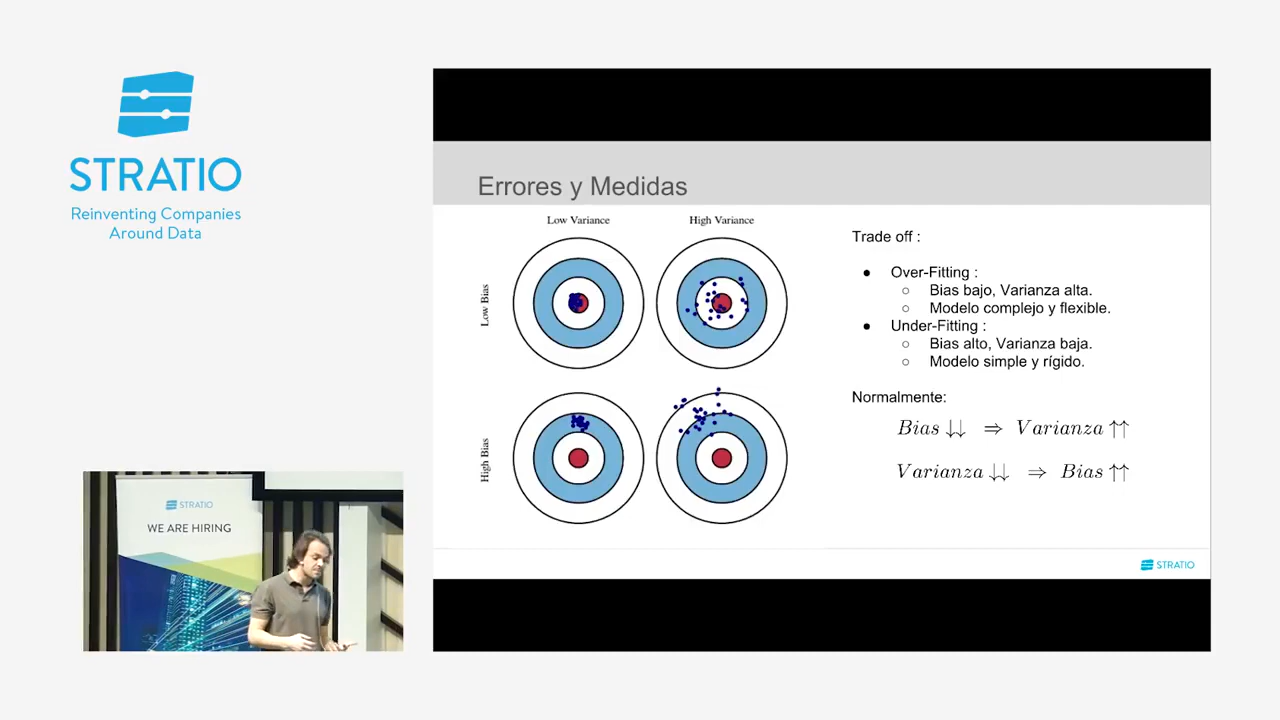 STRATIO
Reinventing Companies
Around Data
Errores y Medidas
Low Variance
High Variance
Low Bias
High Bias
Trade off :
● Over-Fitting :
○ Bias bajo, Varianza alta.
○ Modelo complejo y flexible.
● Under-Fitting :
○ Bias alto, Varianza baja.
○ Modelo simple y rígido.
Normalmente:
Bias ↓↓ ⇒ Varianza ↑↑
Varianza ↓↓ ⇒ Bias ↑↑
STRATIO
STRATIO
WE ARE HIRING